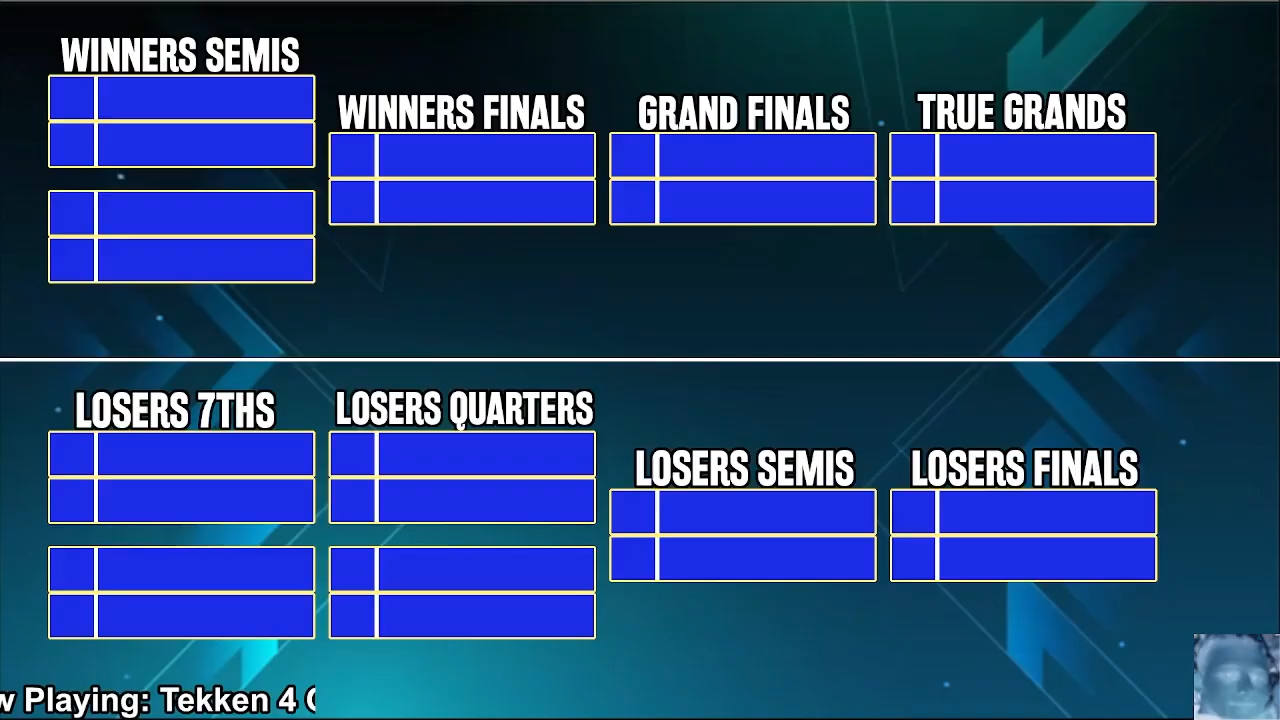 WINNERS SEMIS
WINNERS FINALS
GRAND FINALS
TRUE GRANDS
LOSERS 7THS
LOSERS QUARTERS
LOSERS SEMIS
LOSERS FINALS
w Playing: Tekken 4